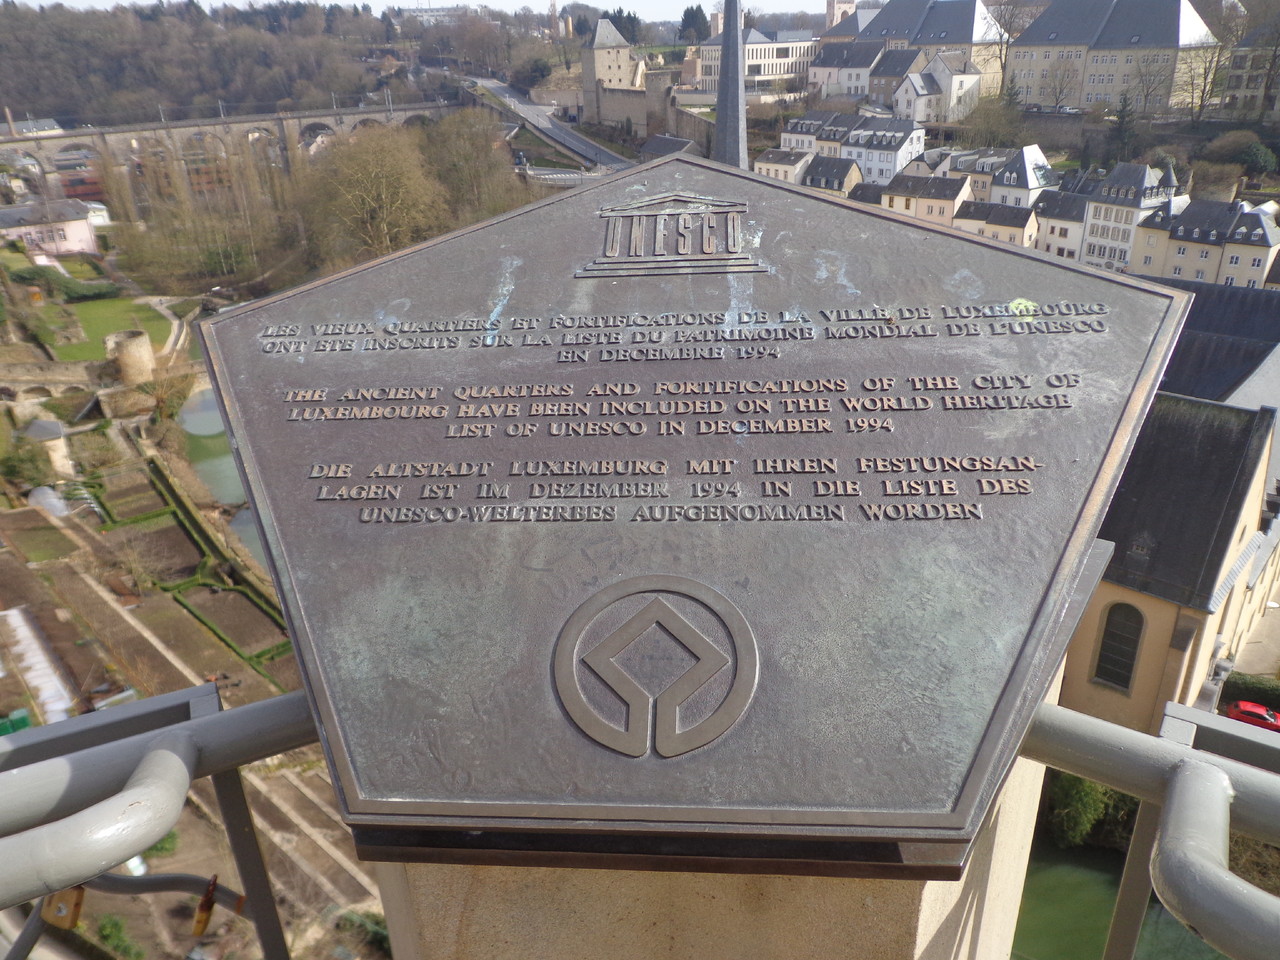 UNESCO
LES VIEUX QUARTIERS ET FORTIFICATIONS DE LA VILLE DE LUXEMBOURG
ONT ETE INSCRITS SUR LA LISTE DU PATRIMOINE MONDIAL DE L'UNESCO
EN DECEMBRE 1994
THE ANCIENT QUARTERS AND FORTIFICATIONS OF THE CITY OF
LUXEMBOURG HAVE BEEN INCLUDED ON THE WORLD HERITAGE
LIST OF UNESCO IN DECEMBER 1994
DIE ALTSTADT LUXEMBURG MIT IHREN FESTUNGSAN-
LAGEN IST IM DEZEMBER 1994 IN DIE LISTE DES
UNESCO-WELTERBES AUFGENOMMEN WORDEN